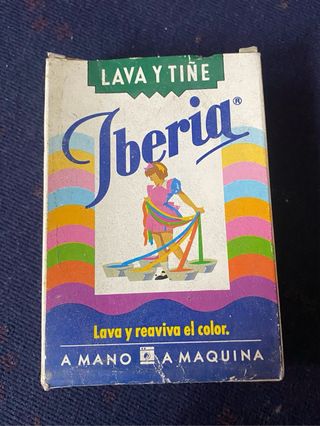 LAVA Y TIÑE
Iberia®
Lava y reaviva el color.
A MANO A MAQUINA